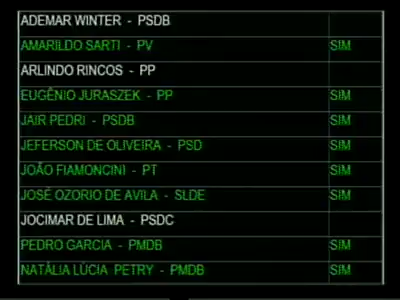 ADEMAR WINTER - PSDB
AMARILDO SARTI - PV SIM
ARLINDO RINCOS - PP
EUGÊNIO JURASZEK - PP SIM
JAIR PEDRI - PSDB SIM
JEFERSON DE OLIVEIRA - PSD SIM
JOÃO FIAMONCINI - PT SIM
JOSÉ OZORIO DE AVILA - SLDE SIM
JOCIMAR DE LIMA - PSDC
PEDRO GARCIA - PMDB SIM
NATÁLIA LÚCIA PETRY - PMDB SIM